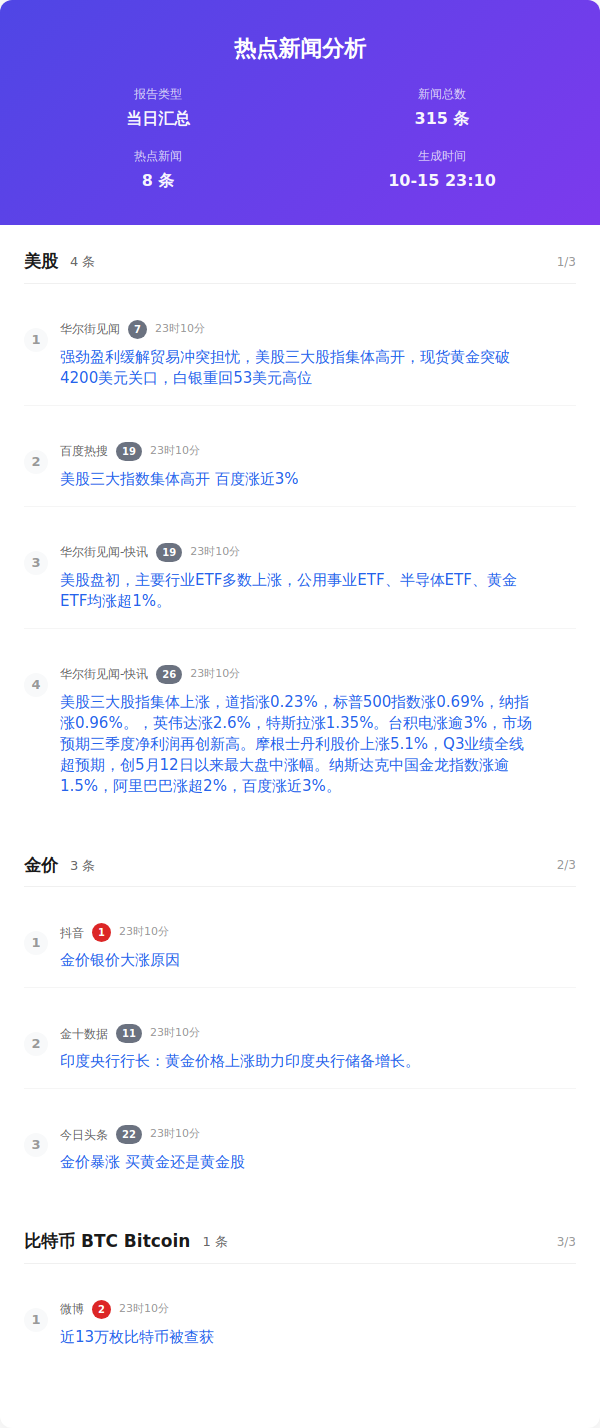 热点新闻分析
报告类型
新闻总数
当日汇总
315 条
热点新闻
生成时间
8 条
10-15 23:10
美股 4 条 1/3
1
华尔街见闻 7 23时10分
强劲盈利缓解贸易冲突担忧，美股三大股指集体高开，现货黄金突破
4200美元关口，白银重回53美元高位
2
百度热搜 19 23时10分
美股三大指数集体高开 百度涨近3%
3
华尔街见闻-快讯 19 23时10分
美股盘初，主要行业ETF多数上涨，公用事业ETF、半导体ETF、黄金
ETF均涨超1%。
4
华尔街见闻-快讯 26 23时10分
美股三大股指集体上涨，道指涨0.23%，标普500指数涨0.69%，纳指
涨0.96%。，英伟达涨2.6%，特斯拉涨1.35%。台积电涨逾3%，市场
预期三季度净利润再创新高。摩根士丹利股价上涨5.1%，Q3业绩全线
超预期，创5月12日以来最大盘中涨幅。纳斯达克中国金龙指数涨逾
1.5%，阿里巴巴涨超2%，百度涨近3%。
金价 3 条 2/3
1
抖音 1 23时10分
金价银价大涨原因
2
金十数据 11 23时10分
印度央行行长：黄金价格上涨助力印度央行储备增长。
3
今日头条 22 23时10分
金价暴涨 买黄金还是黄金股
比特币 BTC Bitcoin 1 条 3/3
1
微博 2 23时10分
近13万枚比特币被查获